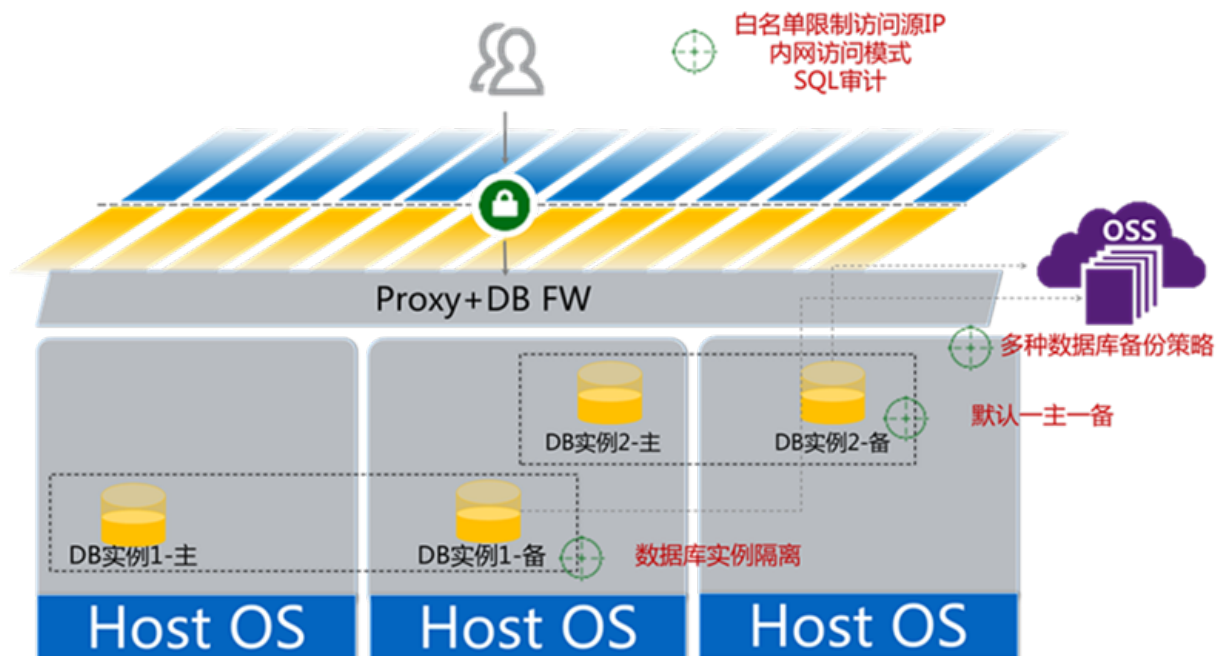 白名单限制访问源IP
内网访问模式
SQL审计
OSS
Proxy+DB FW
多种数据库备份策略
默认一主一备
DB实例2-主
DB实例2-备
DB实例1-主
DB实例1-备
数据库实例隔离
Host OS
Host OS
Host OS